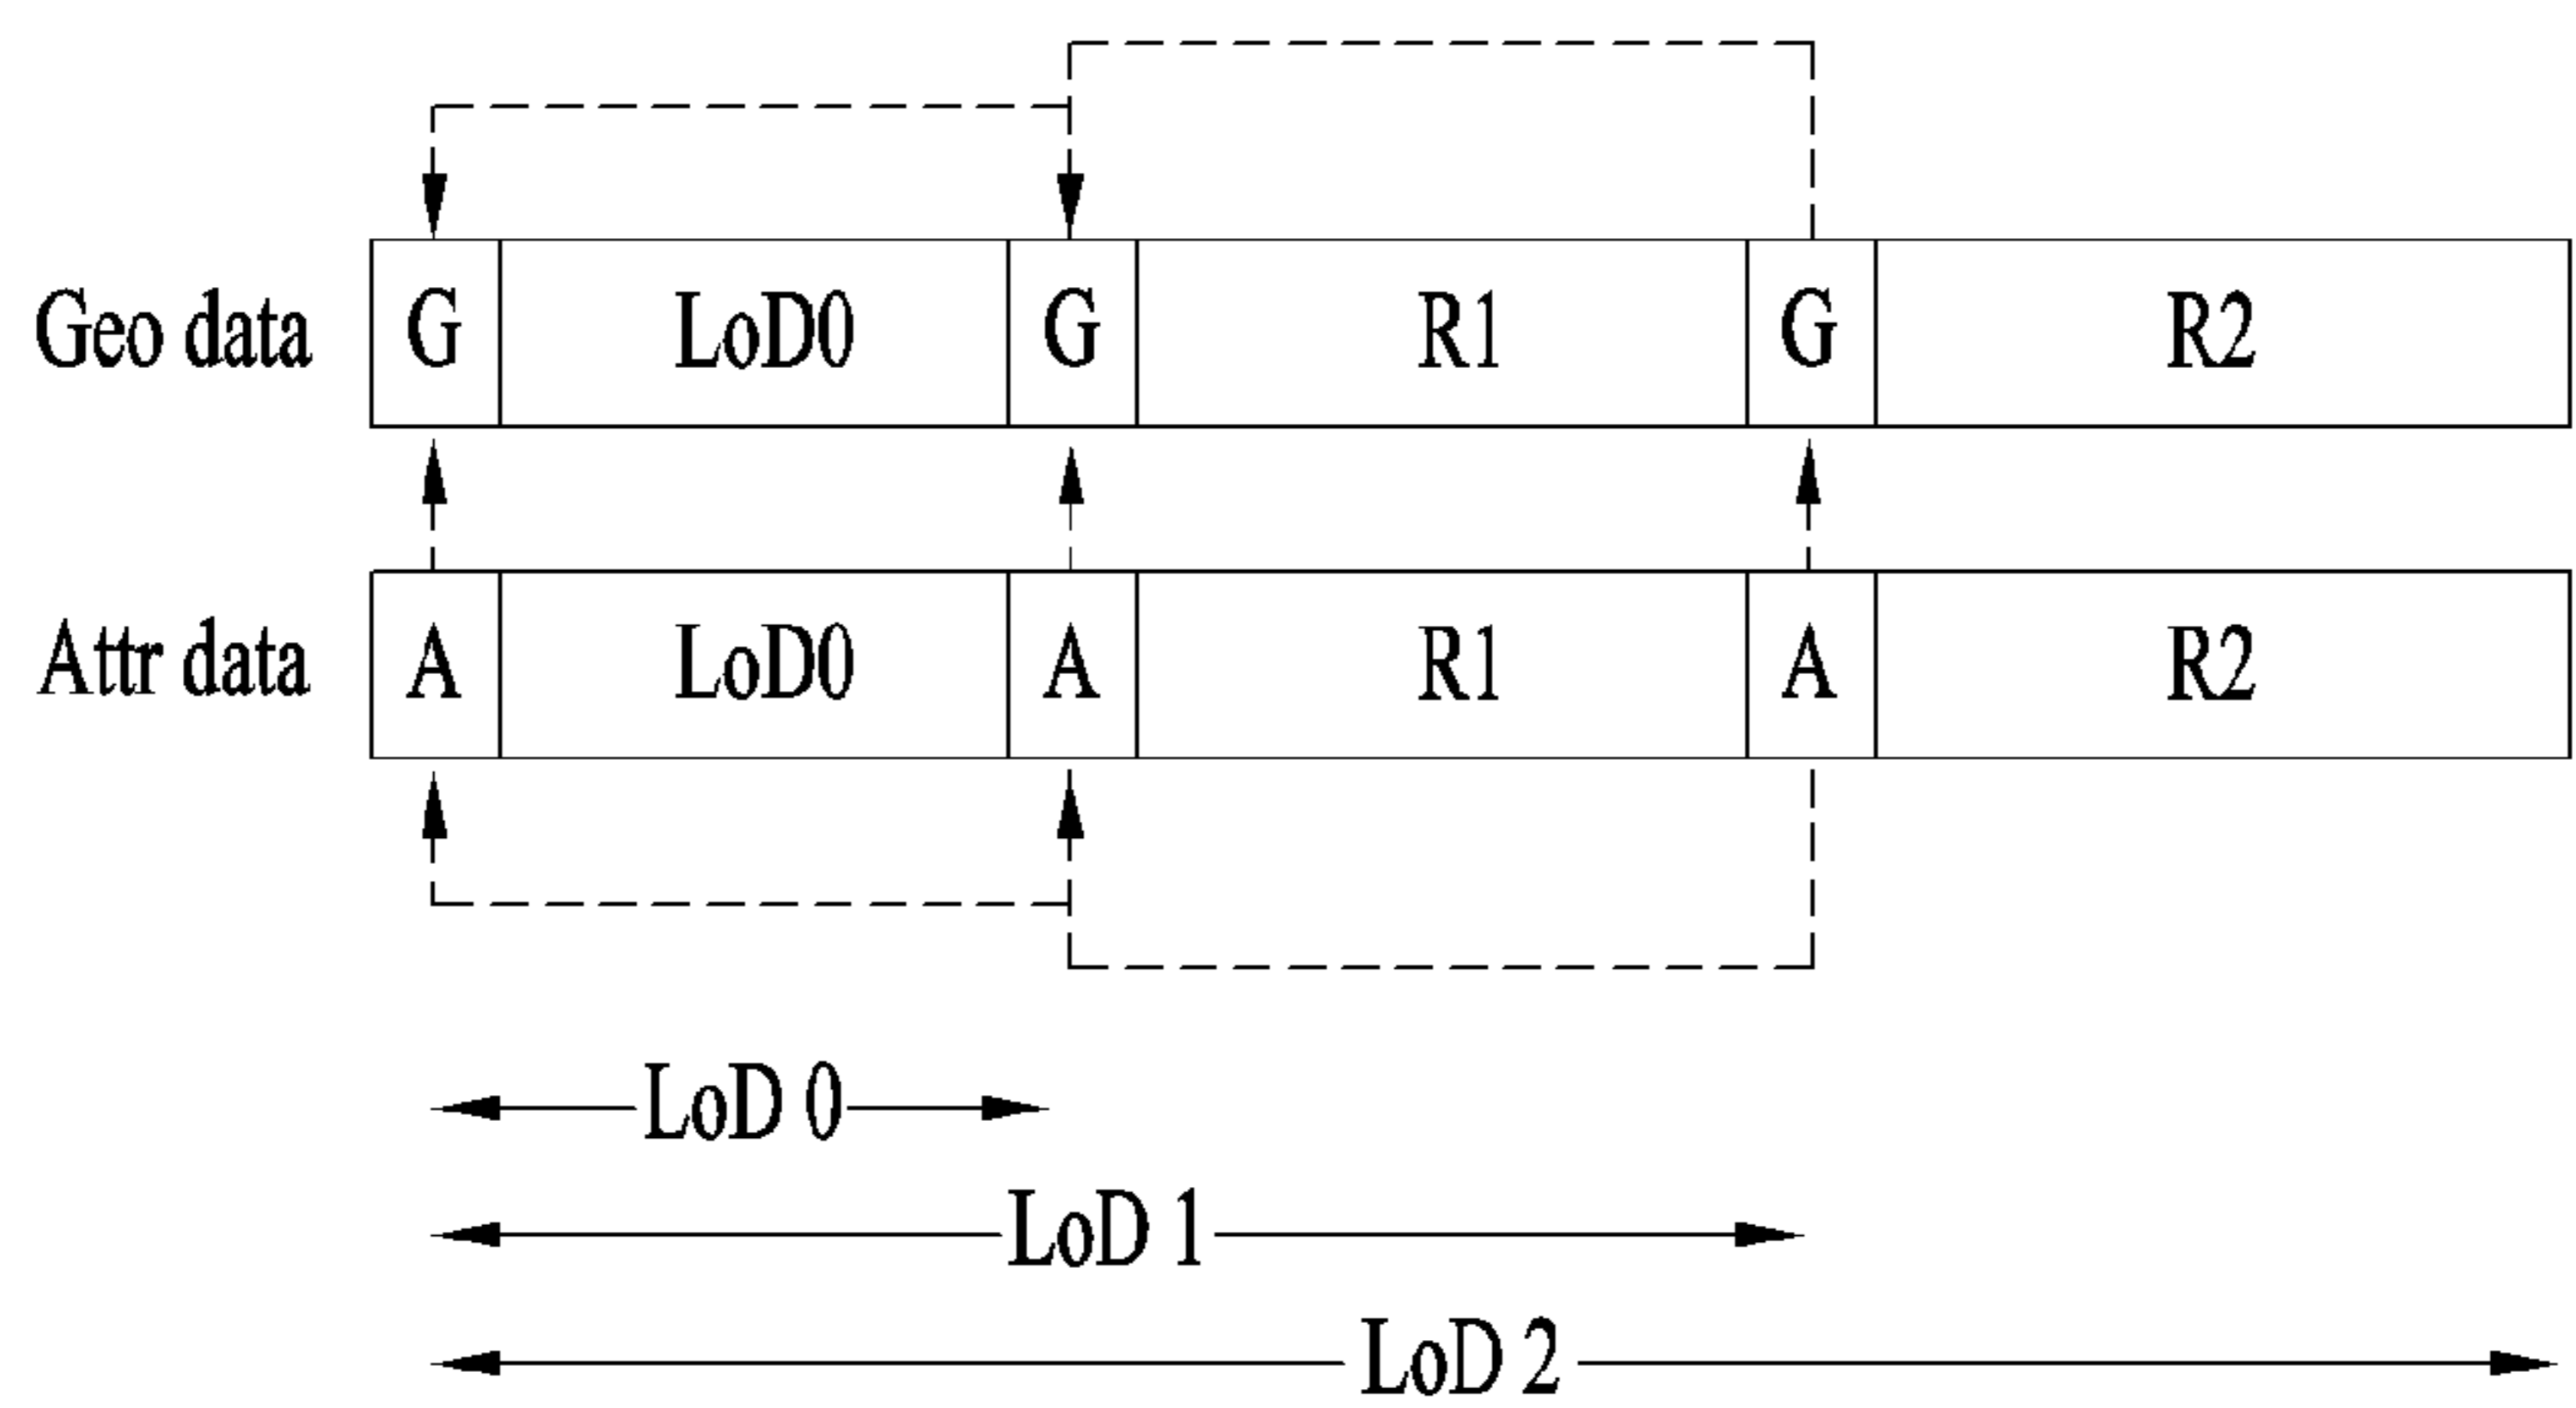 Geo data G LoD0 G R1 G R2
Attr data A LoD0 A R1 A R2
LoD 0
LoD 1
LoD 2